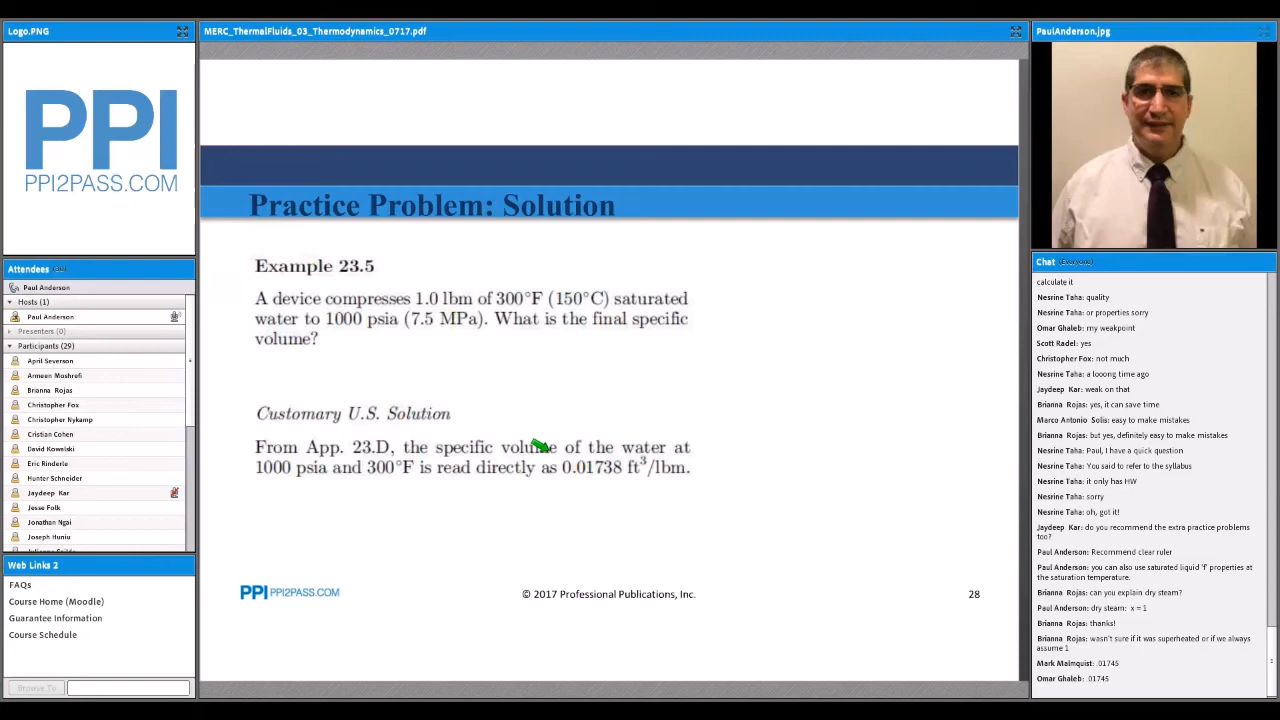 Logo.PNG
PPI
PPI2PASS.COM
Attendees (30)
Paul Anderson
Hosts (1)
Paul Anderson
Presenters (0)
Participants (29)
April Severson
Armeen Moshrefi
Brianna Rojas
Christopher Fox
Christopher Nykamp
Cristian Cohen
David Kowolski
Eric Rinderle
Hunter Schneider
Jaydeep Kar
Jesse Folk
Jonathan Ngai
Joseph Huniu
Web Links 2
FAQs
Course Home (Moodle)
Guarantee Information
Course Schedule
Browse To
MERC_ThermalFluids_03_Thermodynamics_0717.pdf
Practice Problem: Solution
Example 23.5
A device compresses 1.0 lbm of 300°F (150°C) saturated
water to 1000 psia (7.5 MPa). What is the final specific
volume?
Customary U.S. Solution
From App. 23.D, the specific volume of the water at
1000 psia and 300°F is read directly as 0.01738 ft³/lbm.
PPI PPI2PASS.COM
© 2017 Professional Publications, Inc.
28
PaulAnderson.jpg
Chat (Everyone)
calculate it
Nesrine Taha: quality
Nesrine Taha: or properties sorry
Omar Ghaleb: my weakpoint
Scott Radel: yes
Christopher Fox: not much
Nesrine Taha: a looong time ago
Jaydeep Kar: weak on that
Brianna Rojas: yes, it can save time
Marco Antonio Solis: easy to make mistakes
Brianna Rojas: but yes, definitely easy to make mistakes
Nesrine Taha: Paul, I have a quick question
Nesrine Taha: You said to refer to the syllabus
Nesrine Taha: it only has HW
Nesrine Taha: sorry
Nesrine Taha: oh, got it!
Jaydeep Kar: do you recommend the extra practice problems
too?
Paul Anderson: Recommend clear ruler
Paul Anderson: you can also use saturated liquid 'f' properties at
the saturation temperature.
Brianna Rojas: can you explain dry steam?
Paul Anderson: dry steam: x = 1
Brianna Rojas: thanks!
Brianna Rojas: wasn't sure if it was superheated or if we always
assume 1
Mark Malmquist: .01745
Omar Ghaleb: .01745